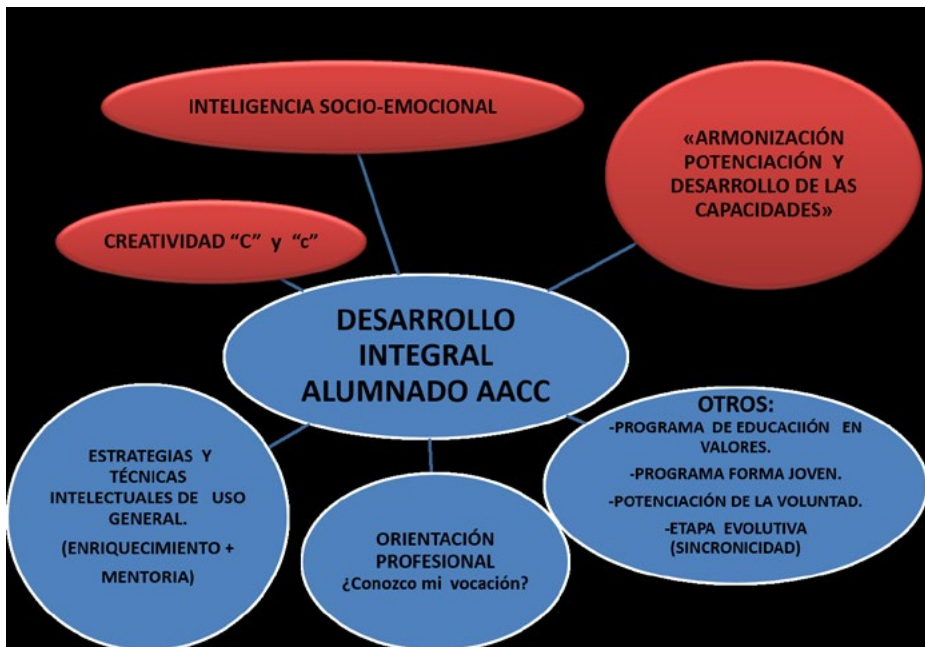 INTELIGENCIA SOCIO-EMOCIONAL
«ARMONIZACIÓN
POTENCIACIÓN Y
DESARROLLO DE LAS
CAPACIDADES»
CREATIVIDAD “C” y “c”
DESARROLLO
INTEGRAL
ALUMNADO AACC
ESTRATEGIAS Y
TÉCNICAS
INTELECTUALES DE USO
GENERAL.
(ENRIQUECIMIENTO +
MENTORIA)
ORIENTACIÓN
PROFESIONAL
¿Conozco mi vocación?
OTROS:
-PROGRAMA DE EDUCACIIÓN EN
VALORES.
-PROGRAMA FORMA JOVEN.
-POTENCIACIÓN DE LA VOLUNTAD.
-ETAPA EVOLUTIVA
(SINCRONICIDAD)